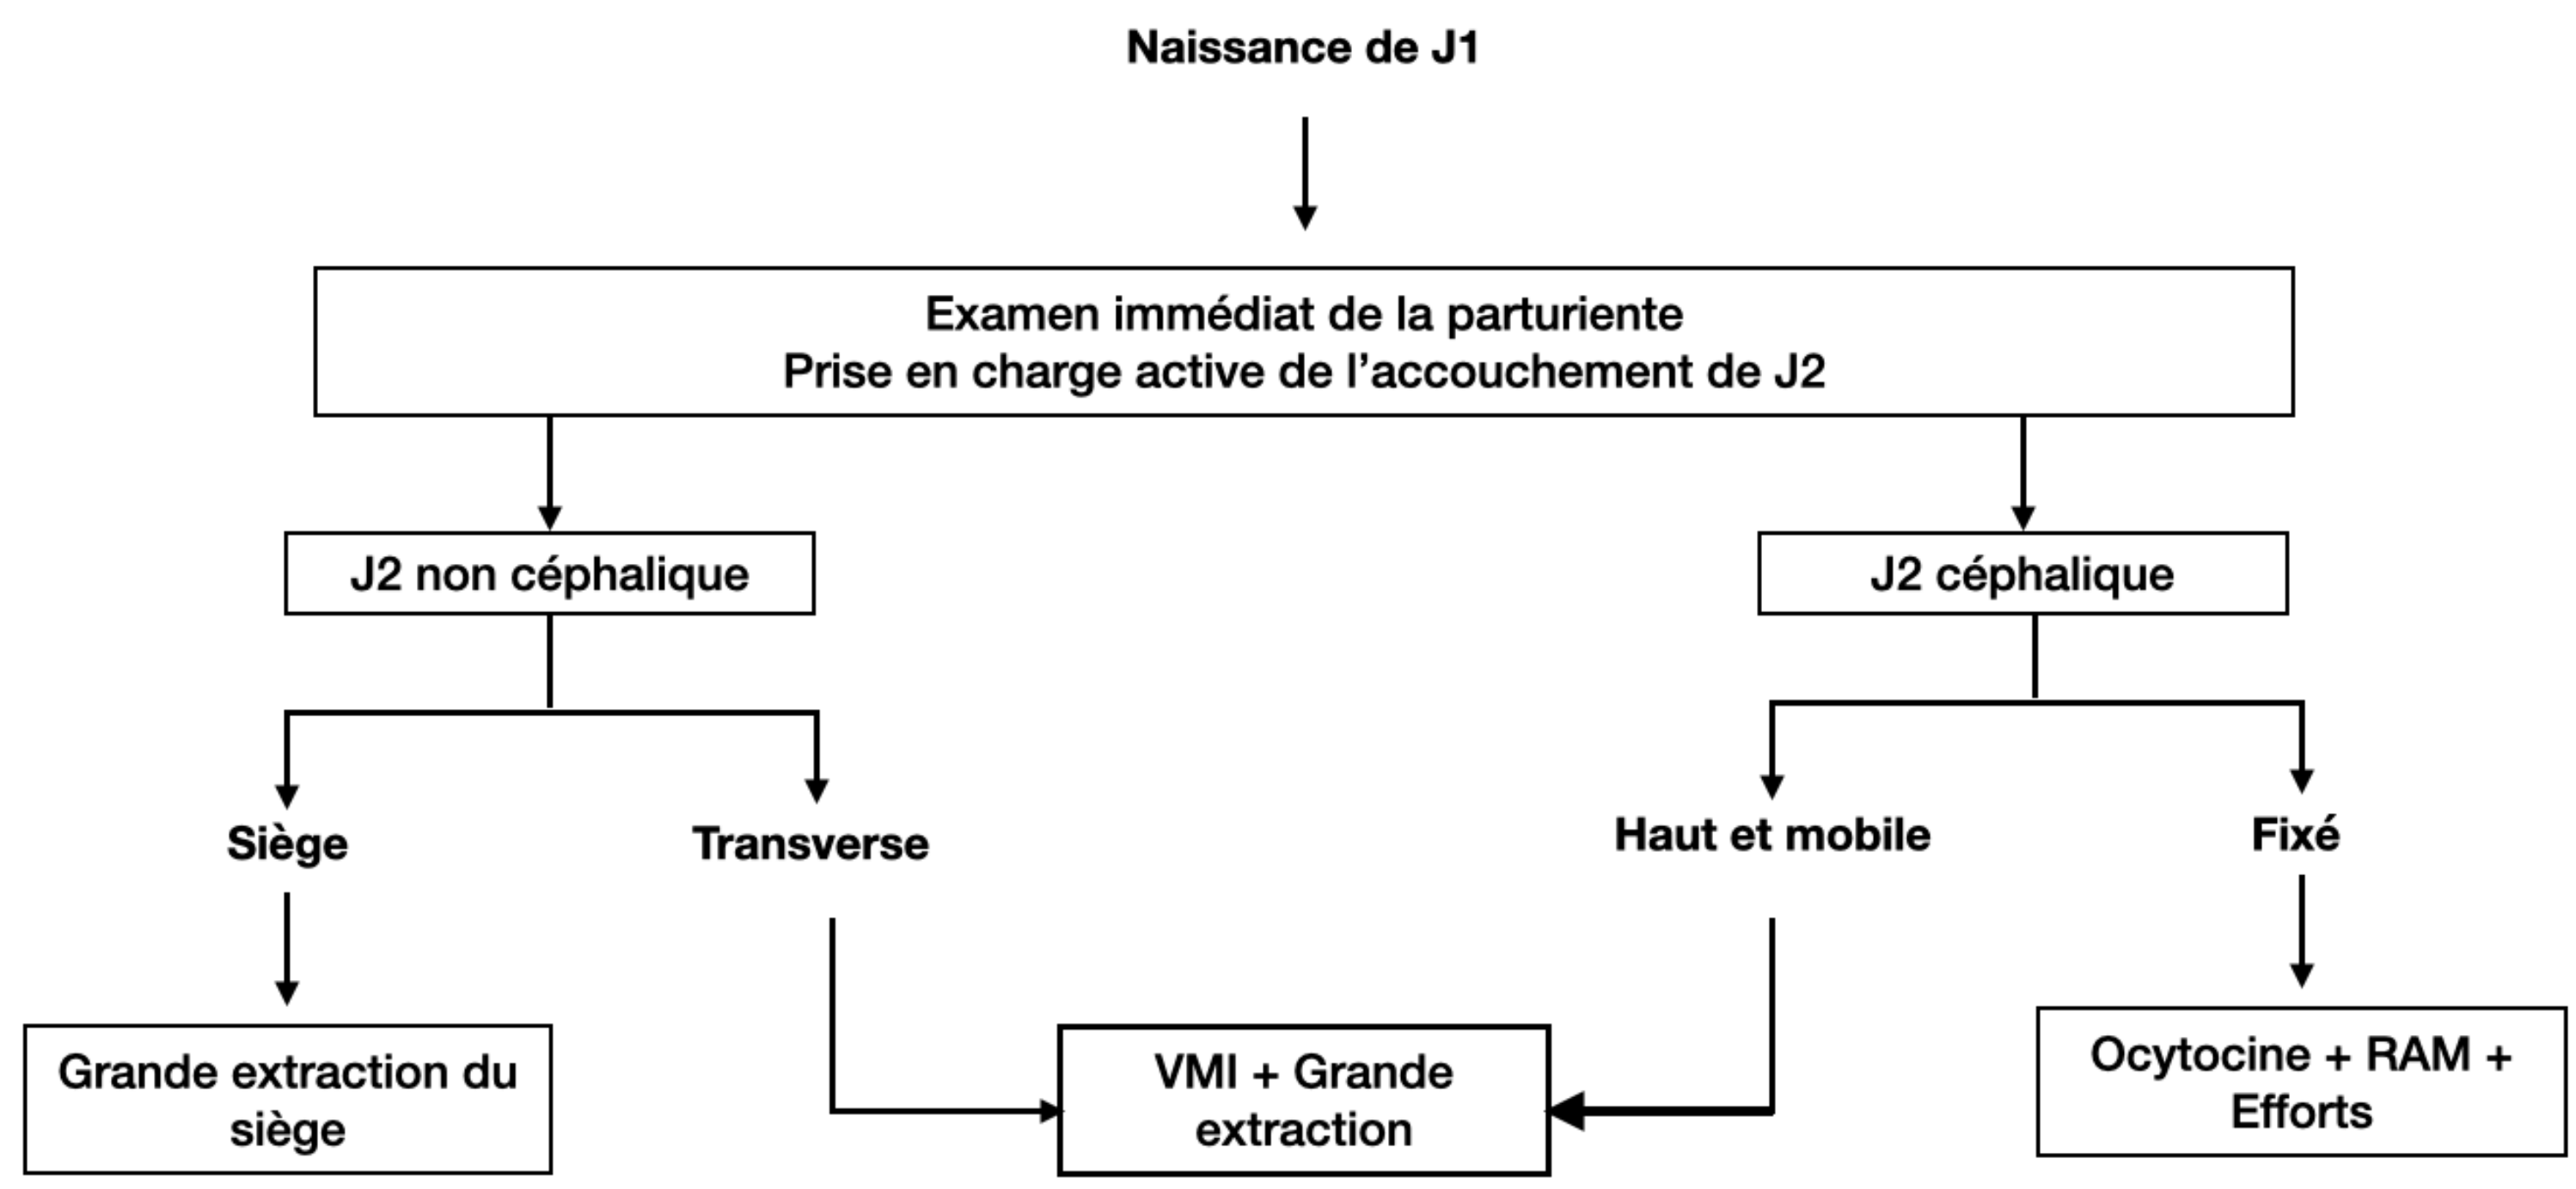 Naissance de J1
Examen immédiat de la parturiente
Prise en charge active de l’accouchement de J2
J2 non céphalique
J2 céphalique
Siège
Transverse
Haut et mobile
Fixé
Grande extraction du
siège
VMI + Grande
extraction
Ocytocine + RAM +
Efforts